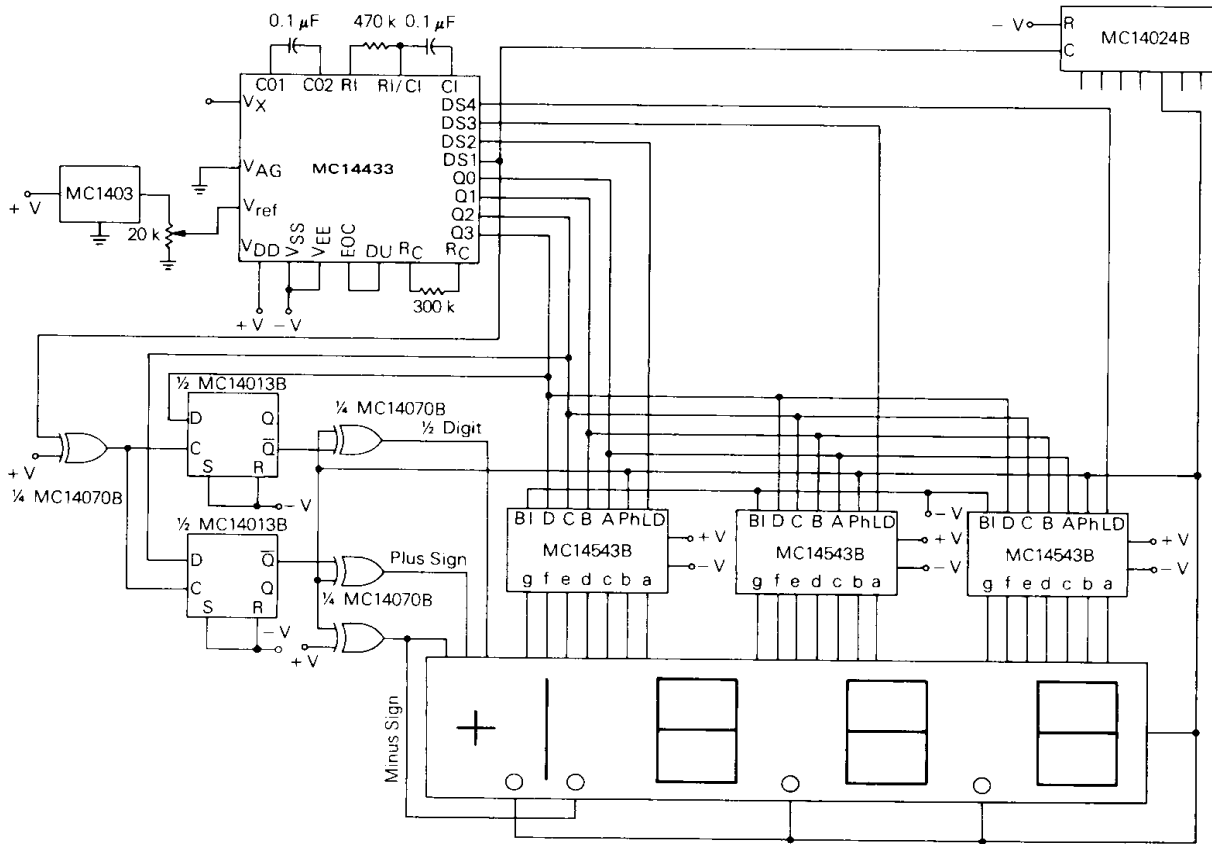 0.1 µF
470 k
0.1 µF
CO1
CO2
RI
RI/CI
CI
VX
VAG
Vref
VDD
VSS
VEE
EOC
DU
RC
RC
MC14433
DS4
DS3
DS2
DS1
Q0
Q1
Q2
Q3
MC1403
+ V
20 k
+ V
- V
300 k
- V
R
C
MC14024B
½ MC14013B
D
Q
C
Q̅
S
R
- V
+ V
¼ MC14070B
¼ MC14070B
½ Digit
½ MC14013B
D
Q̅
C
Q
S
R
- V
Plus Sign
¼ MC14070B
+ V
Minus Sign
BI D C B A Ph LD
MC14543B
g f e d c b a
+ V
- V
BI D C B A Ph LD
MC14543B
g f e d c b a
+ V
- V
- V
BI D C B A Ph LD
MC14543B
g f e d c b a
+ V
- V